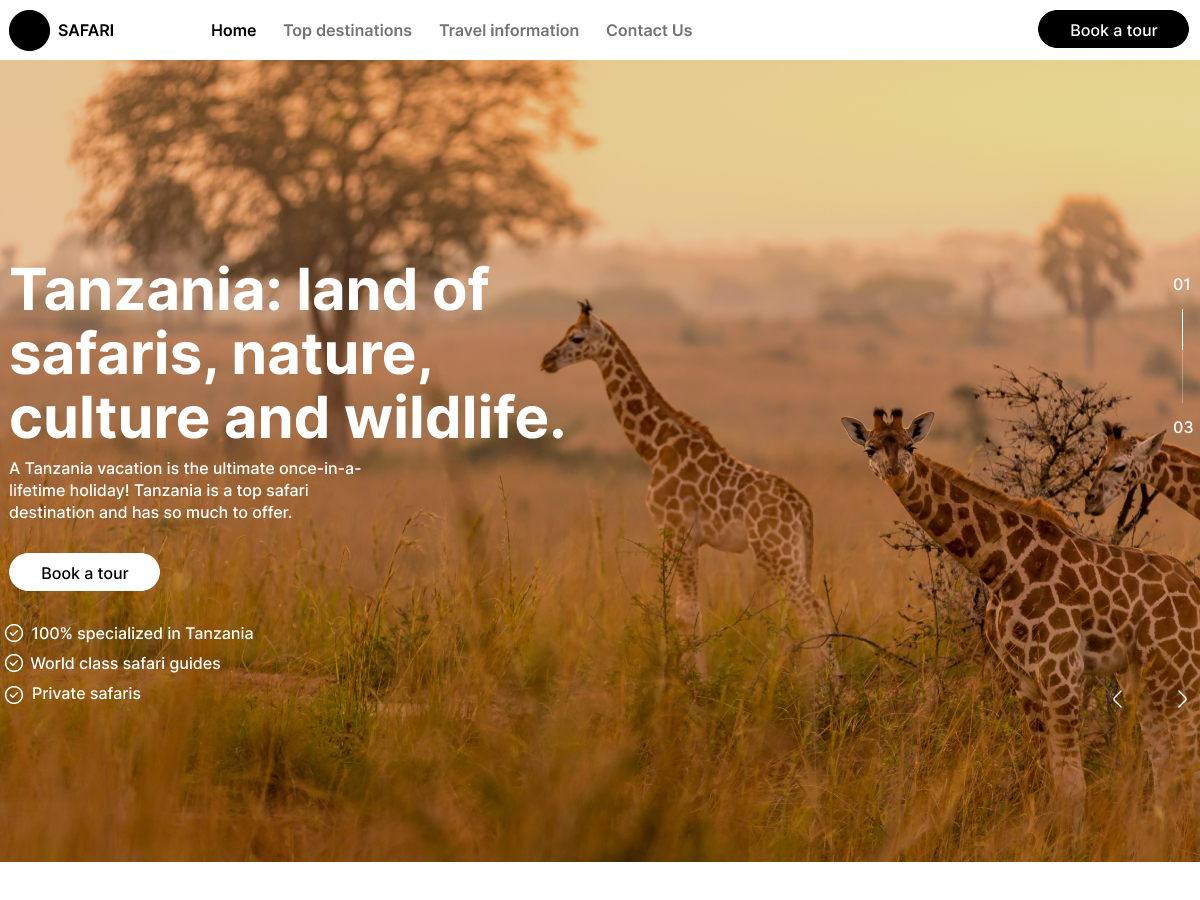 SAFARI
Home
Top destinations
Travel information
Contact Us
Book a tour
Tanzania: land of
safaris, nature,
culture and wildlife.
A Tanzania vacation is the ultimate once-in-a-
lifetime holiday! Tanzania is a top safari
destination and has so much to offer.
Book a tour
100% specialized in Tanzania
World class safari guides
Private safaris
01
03